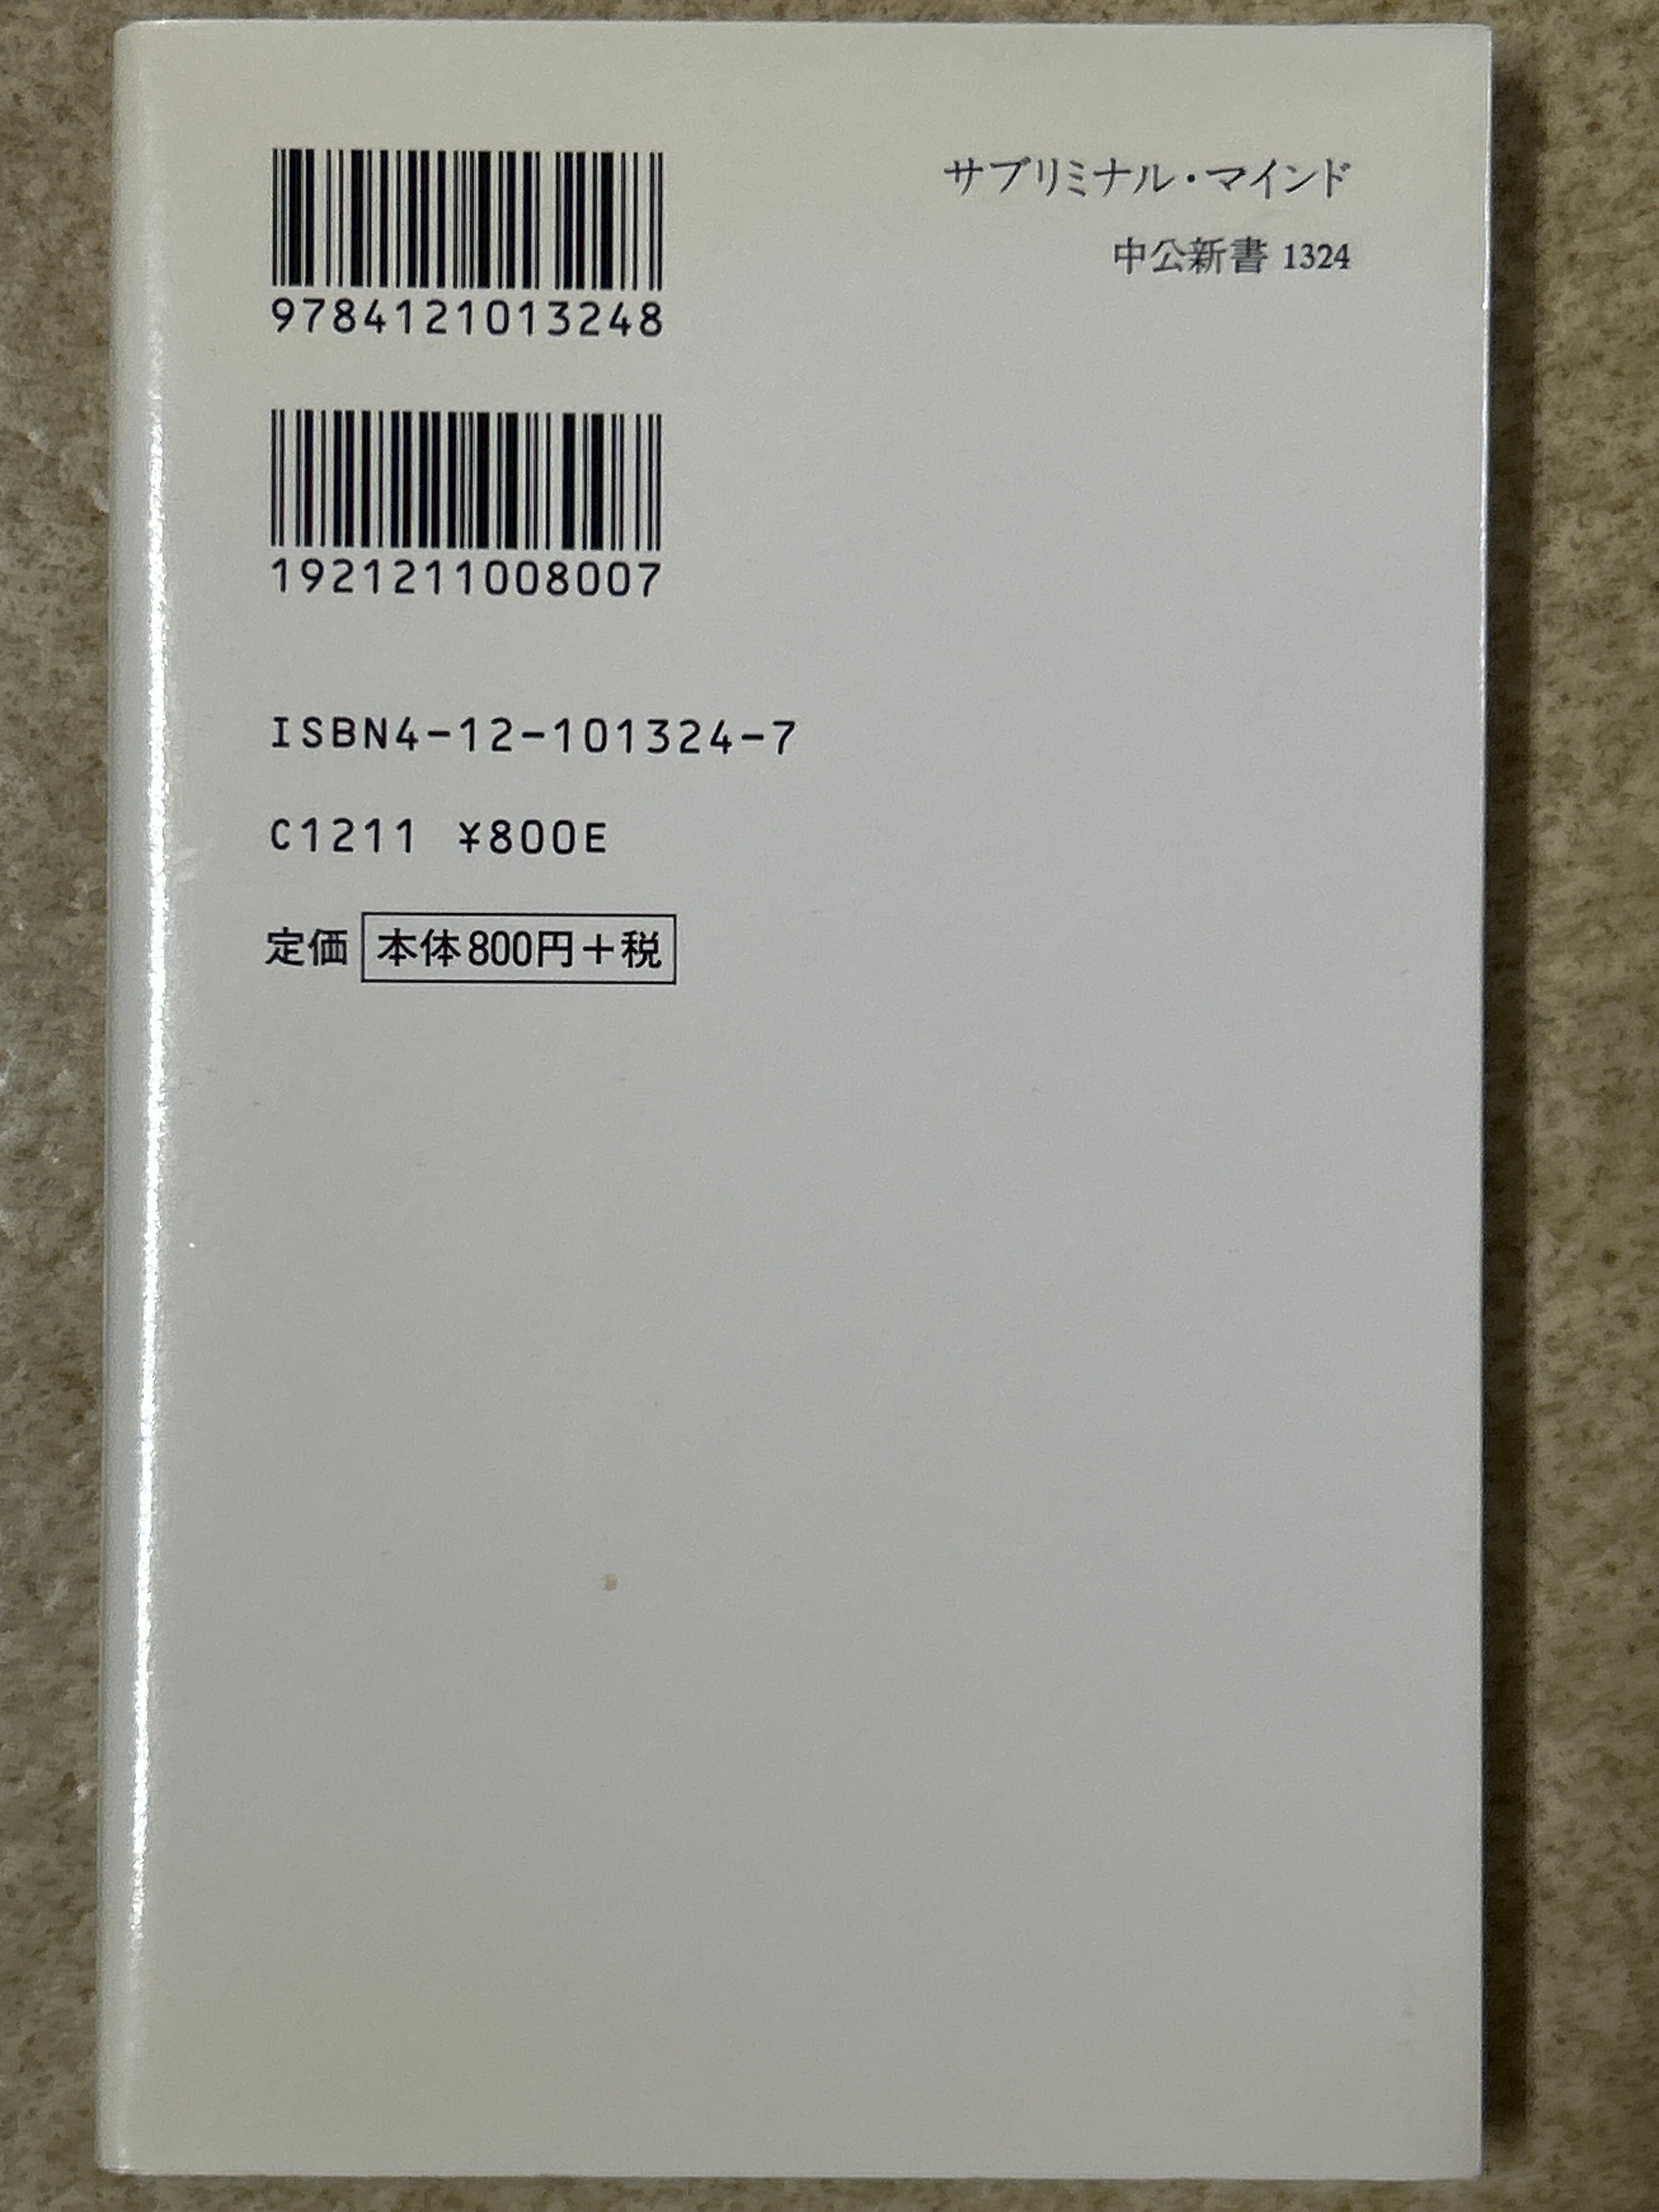 サブリミナル・マインド
中公新書 1324
9784121013248
1921211008007
ISBN4-12-101324-7
C1211 ¥800E
定価 本体800円＋税